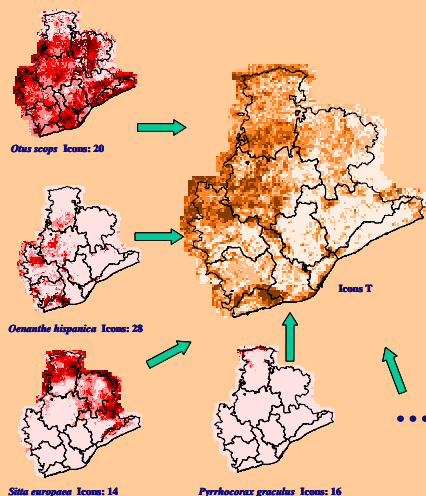 Otus scops Icons: 20
Oenanthe hispanica Icons: 28
Icons T
Sitta europaea Icons: 14
Pyrrhocorax graculus Icons: 16
...